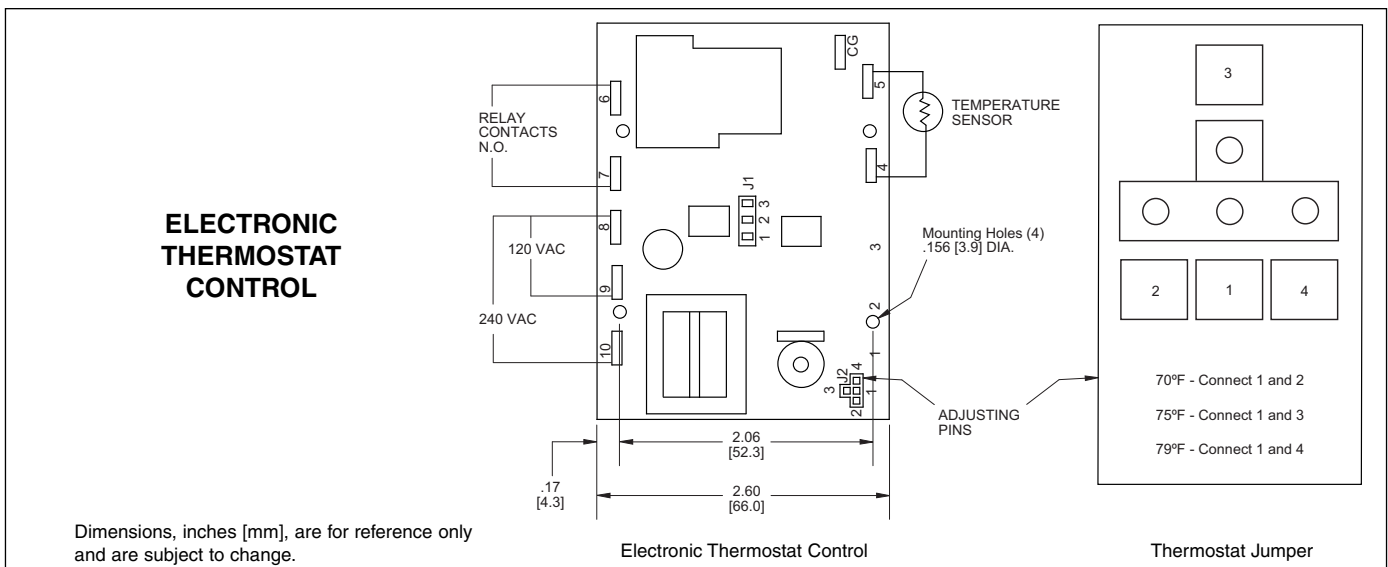 ELECTRONIC
THERMOSTAT
CONTROL
Dimensions, inches [mm], are for reference only
and are subject to change.
RELAY
CONTACTS
N.O.
120 VAC
240 VAC
6
7
8
9
10
CG
5
4
J1
3
2
1
3
2
1
J2
4
3
1
2
TEMPERATURE
SENSOR
Mounting Holes (4)
.156 [3.9] DIA.
ADJUSTING
PINS
2.06
[52.3]
.17
[4.3]
2.60
[66.0]
Electronic Thermostat Control
3
2 1 4
70ºF - Connect 1 and 2
75ºF - Connect 1 and 3
79ºF - Connect 1 and 4
Thermostat Jumper